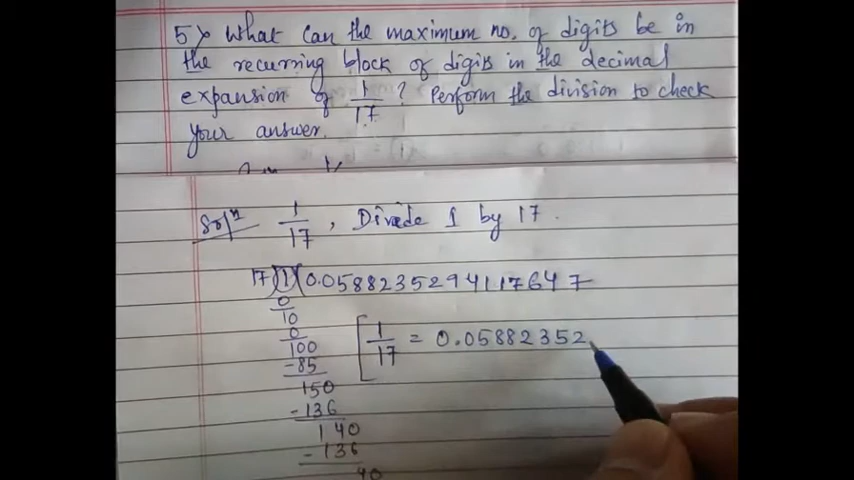 5) What can the maximum no. of digits be in
the recurring block of digits in the decimal
expansion of 1/17 ? Perform the division to check
your answer.
Solⁿ 1/17 , Divide 1 by 17.
17)1(0.0588235294117647
0
10
0
100
-85
150
-136
140
-136
40
1/17 = 0.05882352